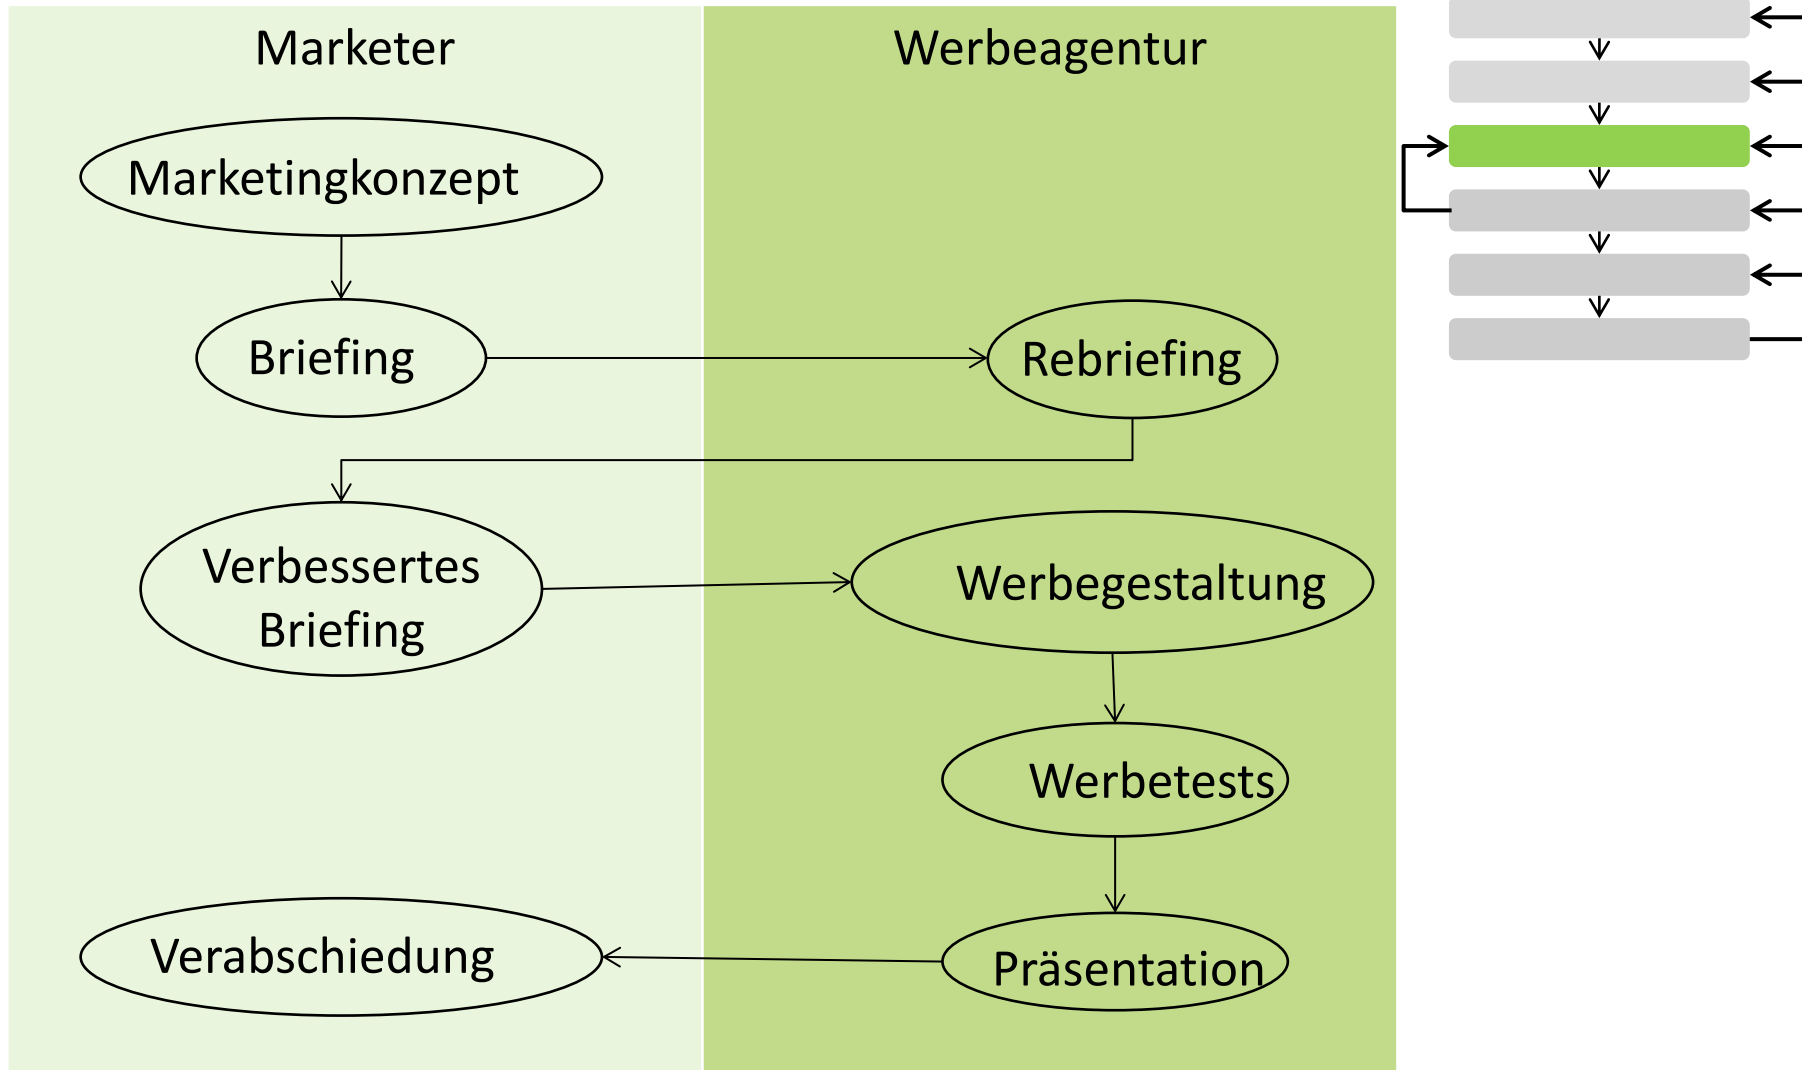 Marketer
Werbeagentur
Marketingkonzept
Briefing
Rebriefing
Verbessertes
Briefing
Werbegestaltung
Werbetests
Verabschiedung
Präsentation